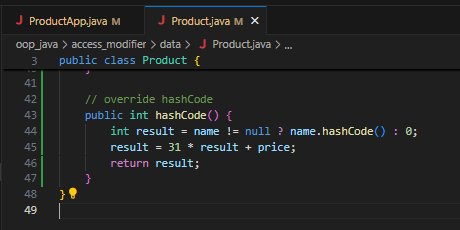 ProductApp.java M
Product.java M
oop_java > access_modifier > data > Product.java > ...
3 public class Product {
41
42 // override hashCode
43 public int hashCode() {
44 int result = name != null ? name.hashCode() : 0;
45 result = 31 * result + price;
46 return result;
47 }
48 }
49